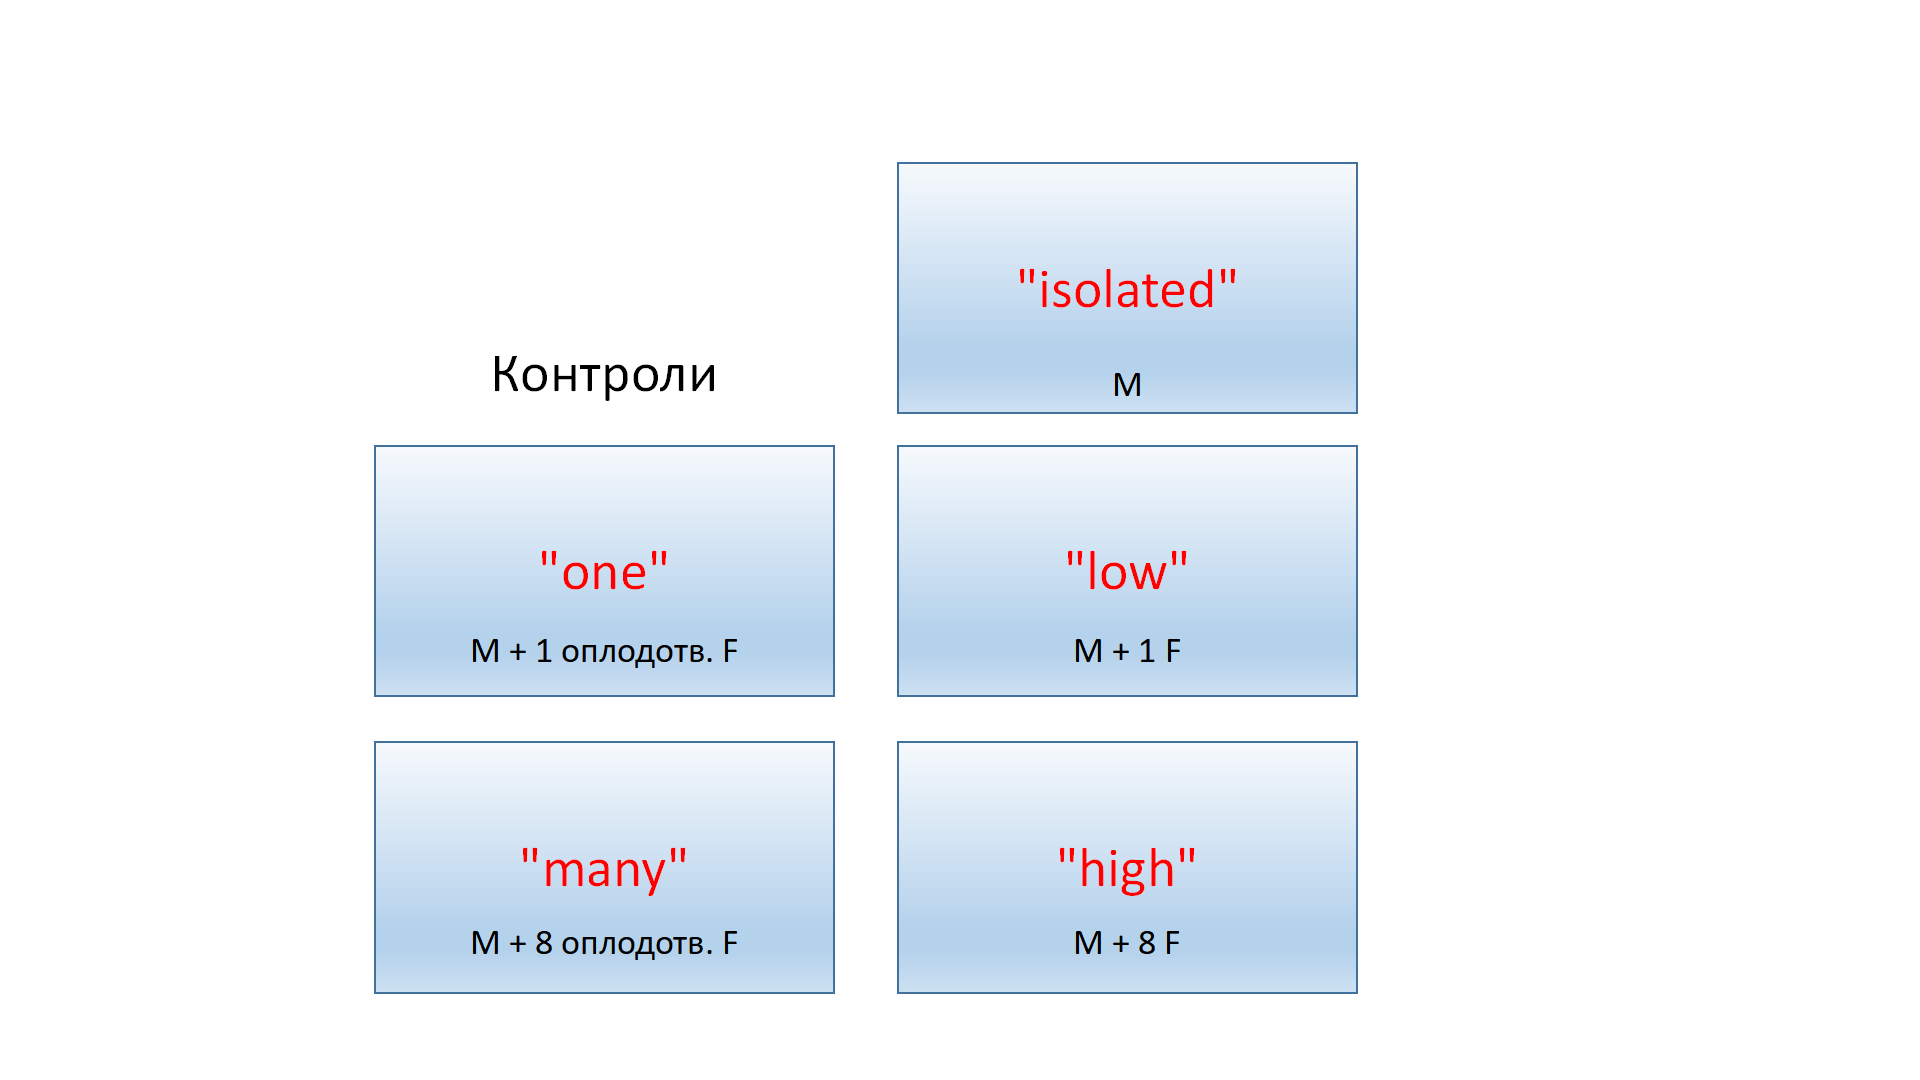 "isolated"
M
Контроли
"one"
M + 1 оплодотв. F
"low"
M + 1 F
"many"
M + 8 оплодотв. F
"high"
M + 8 F